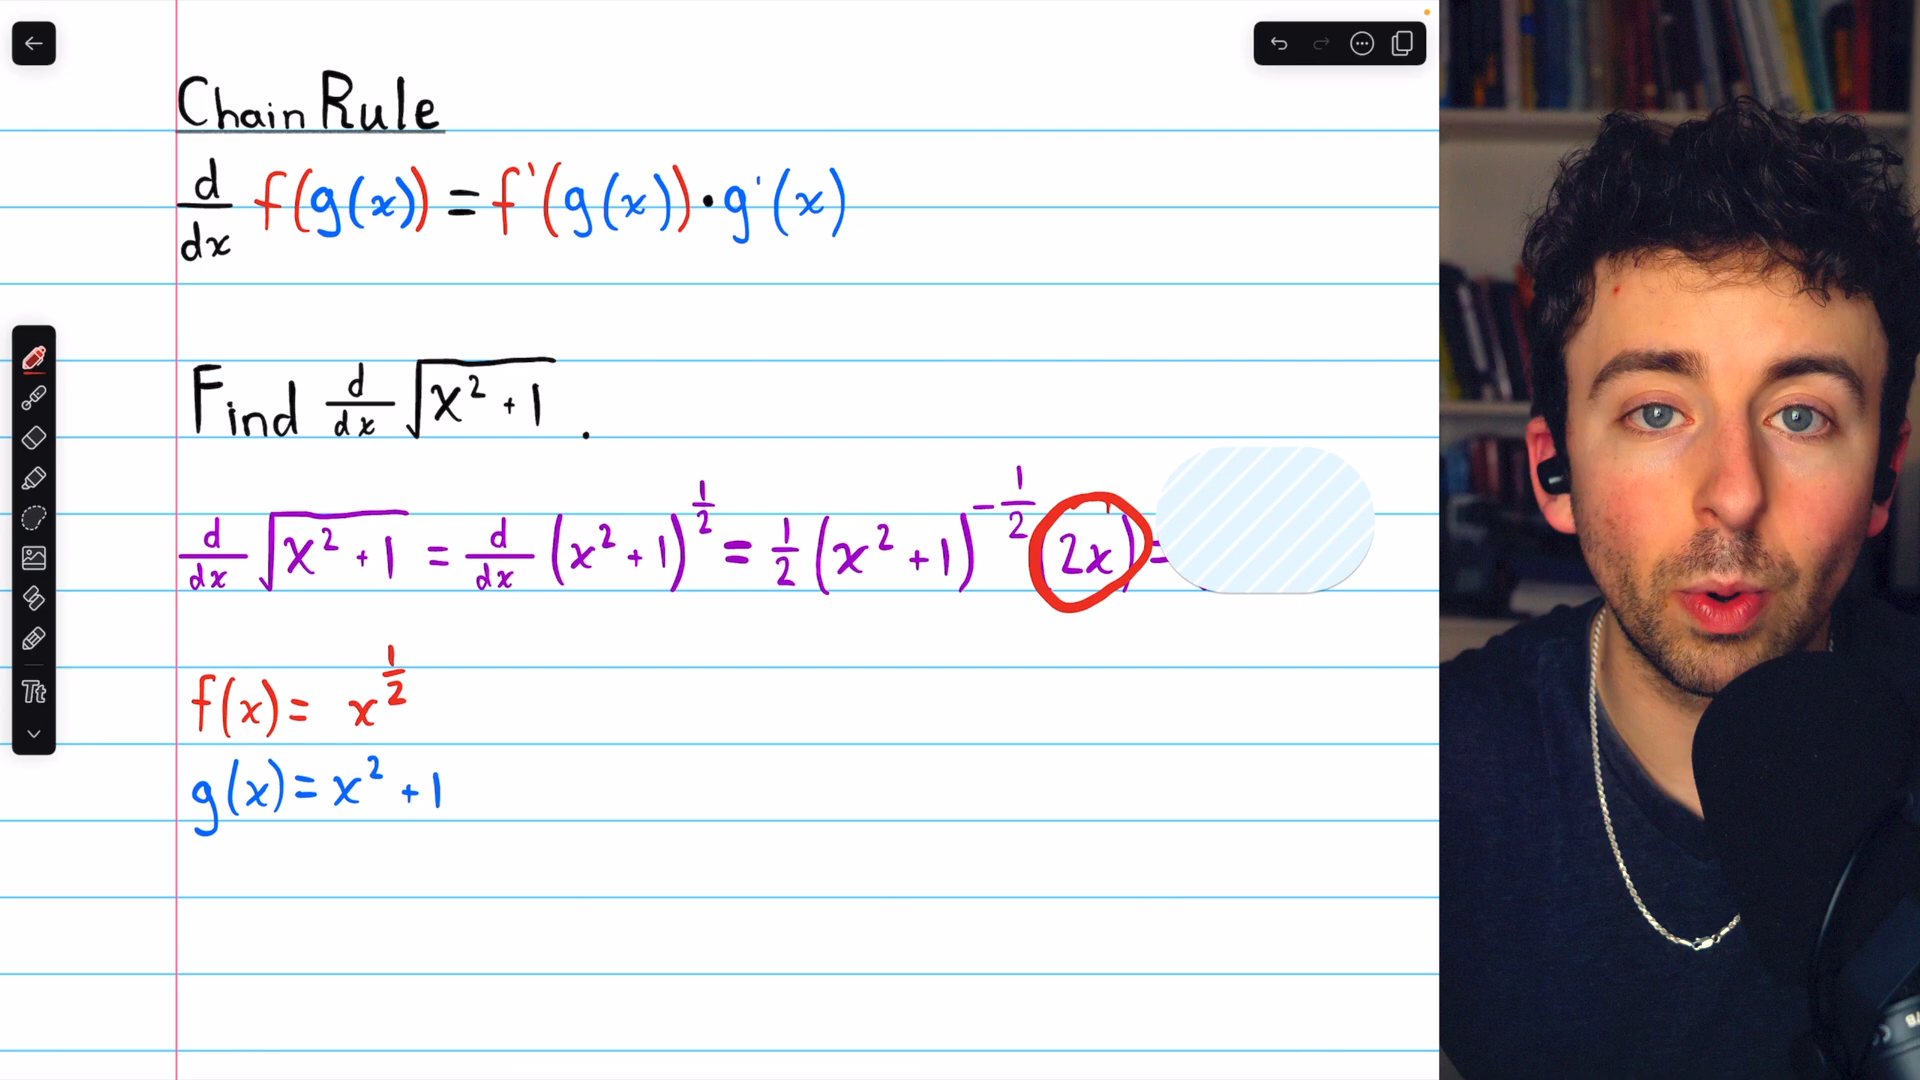 Chain Rule
d/dx f(g(x)) = f'(g(x)) · g'(x)
Find d/dx √(x² + 1) .
d/dx √(x² + 1) = d/dx (x² + 1)^(1/2) = 1/2 (x² + 1)^(-1/2) (2x) =
f(x) = x^(1/2)
g(x) = x² + 1
Tt